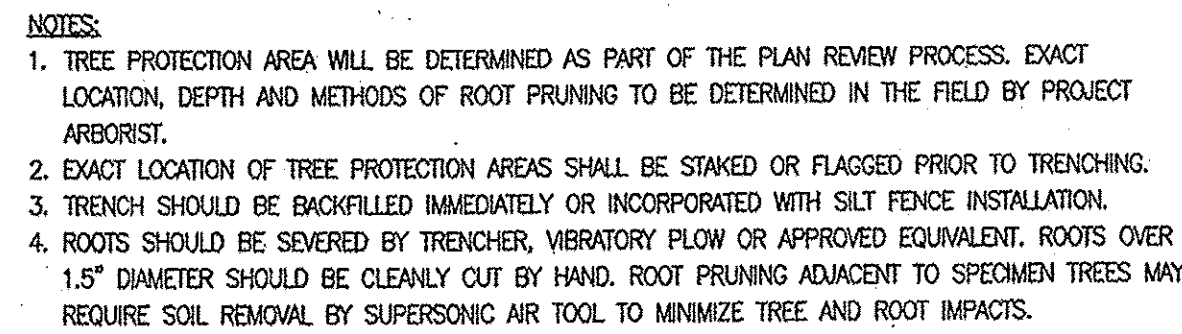 NOTES:
1. TREE PROTECTION AREA WILL BE DETERMINED AS PART OF THE PLAN REVIEW PROCESS. EXACT
LOCATION, DEPTH AND METHODS OF ROOT PRUNING TO BE DETERMINED IN THE FIELD BY PROJECT
ARBORIST.
2. EXACT LOCATION OF TREE PROTECTION AREAS SHALL BE STAKED OR FLAGGED PRIOR TO TRENCHING.
3. TRENCH SHOULD BE BACKFILLED IMMEDIATELY OR INCORPORATED WITH SILT FENCE INSTALLATION.
4. ROOTS SHOULD BE SEVERED BY TRENCHER, VIBRATORY PLOW OR APPROVED EQUIVALENT. ROOTS OVER
1.5" DIAMETER SHOULD BE CLEANLY CUT BY HAND. ROOT PRUNING ADJACENT TO SPECIMEN TREES MAY
REQUIRE SOIL REMOVAL BY SUPERSONIC AIR TOOL TO MINIMIZE TREE AND ROOT IMPACTS.